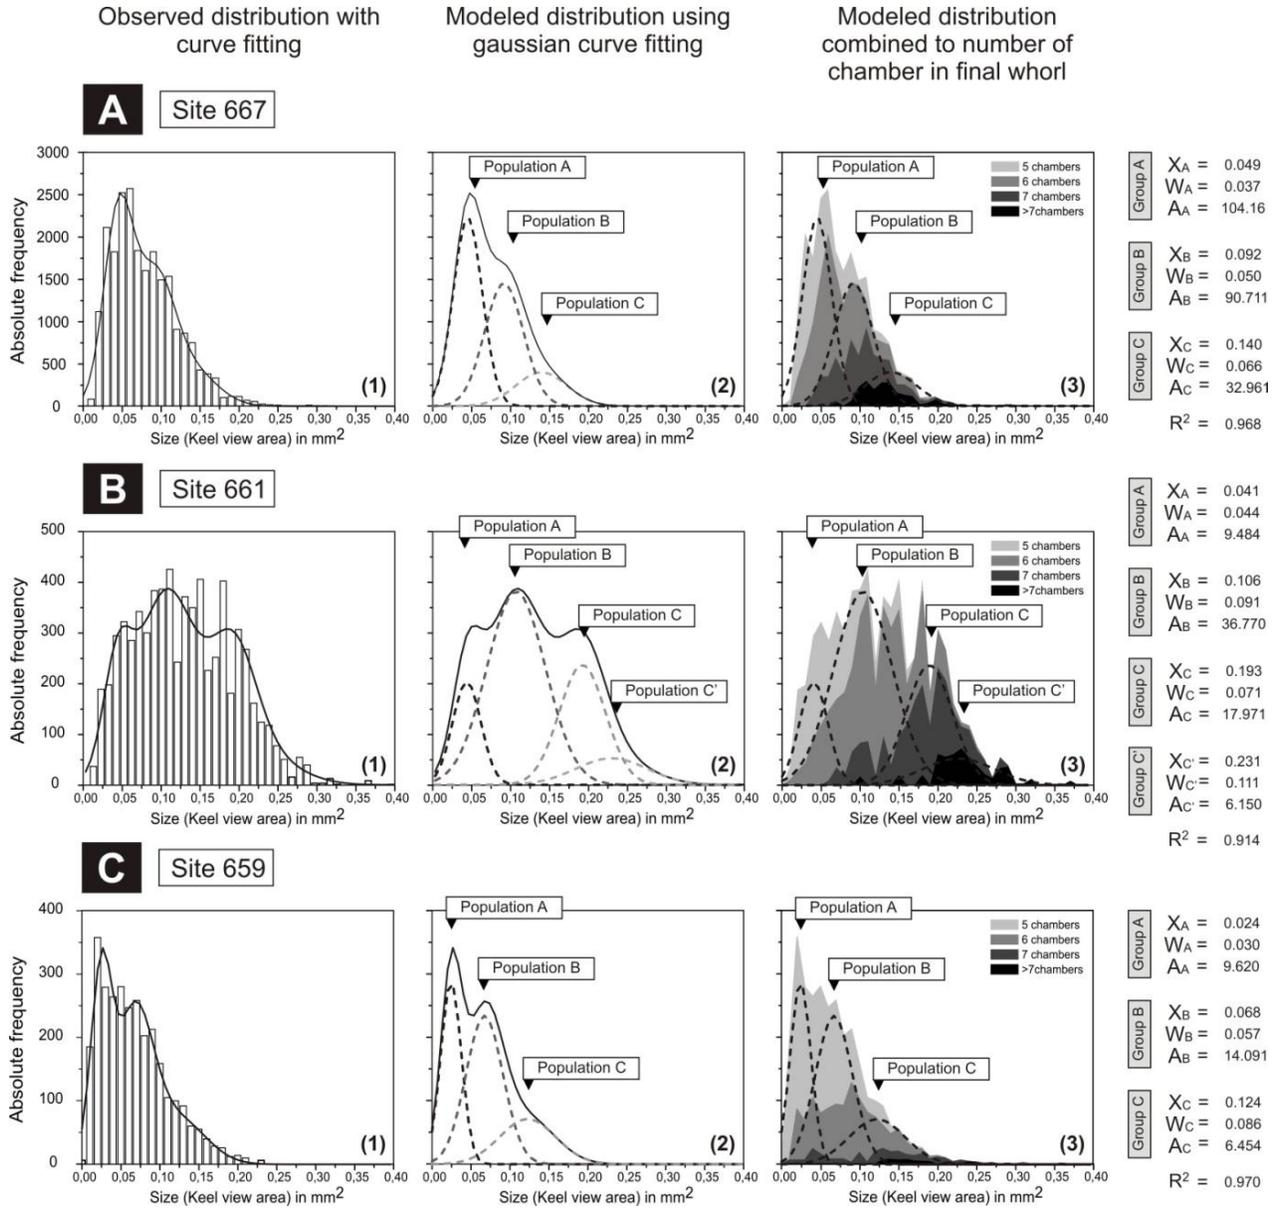 Observed distribution with
curve fitting
Modeled distribution using
gaussian curve fitting
Modeled distribution
combined to number of
chamber in final whorl
A
Site 667
Absolute frequency
3000
2500
2000
1500
1000
500
0
(1)
0,00 0,05 0,10 0,15 0,20 0,25 0,30 0,35 0,40
Size (Keel view area) in mm2
Population A
Population B
Population C
(2)
0,00 0,05 0,10 0,15 0,20 0,25 0,30 0,35 0,40
Size (Keel view area) in mm2
Population A
Population B
Population C
5 chambers
6 chambers
7 chambers
>7chambers
(3)
0,00 0,05 0,10 0,15 0,20 0,25 0,30 0,35 0,40
Size (Keel view area) in mm2
Group A
XA = 0.049
WA = 0.037
AA = 104.16
Group B
XB = 0.092
WB = 0.050
AB = 90.711
Group C
XC = 0.140
WC = 0.066
AC = 32.961
R2 = 0.968
B
Site 661
Absolute frequency
500
400
300
200
100
0
(1)
0,00 0,05 0,10 0,15 0,20 0,25 0,30 0,35 0,40
Size (Keel view area) in mm2
Population A
Population B
Population C
Population C'
(2)
0,00 0,05 0,10 0,15 0,20 0,25 0,30 0,35 0,40
Size (Keel view area) in mm2
Population A
Population B
Population C
Population C'
5 chambers
6 chambers
7 chambers
>7chambers
(3)
0,00 0,05 0,10 0,15 0,20 0,25 0,30 0,35 0,40
Size (Keel view area) in mm2
Group A
XA = 0.041
WA = 0.044
AA = 9.484
Group B
XB = 0.106
WB = 0.091
AB = 36.770
Group C
XC = 0.193
WC = 0.071
AC = 17.971
Group C'
XC' = 0.231
WC' = 0.111
AC' = 6.150
R2 = 0.914
C
Site 659
Absolute frequency
400
300
200
100
0
(1)
0,00 0,05 0,10 0,15 0,20 0,25 0,30 0,35 0,40
Size (Keel view area) in mm2
Population A
Population B
Population C
(2)
0,00 0,05 0,10 0,15 0,20 0,25 0,30 0,35 0,40
Size (Keel view area) in mm2
Population A
Population B
Population C
5 chambers
6 chambers
7 chambers
>7chambers
(3)
0,00 0,05 0,10 0,15 0,20 0,25 0,30 0,35 0,40
Size (Keel view area) in mm2
Group A
XA = 0.024
WA = 0.030
AA = 9.620
Group B
XB = 0.068
WB = 0.057
AB = 14.091
Group C
XC = 0.124
WC = 0.086
AC = 6.454
R2 = 0.970